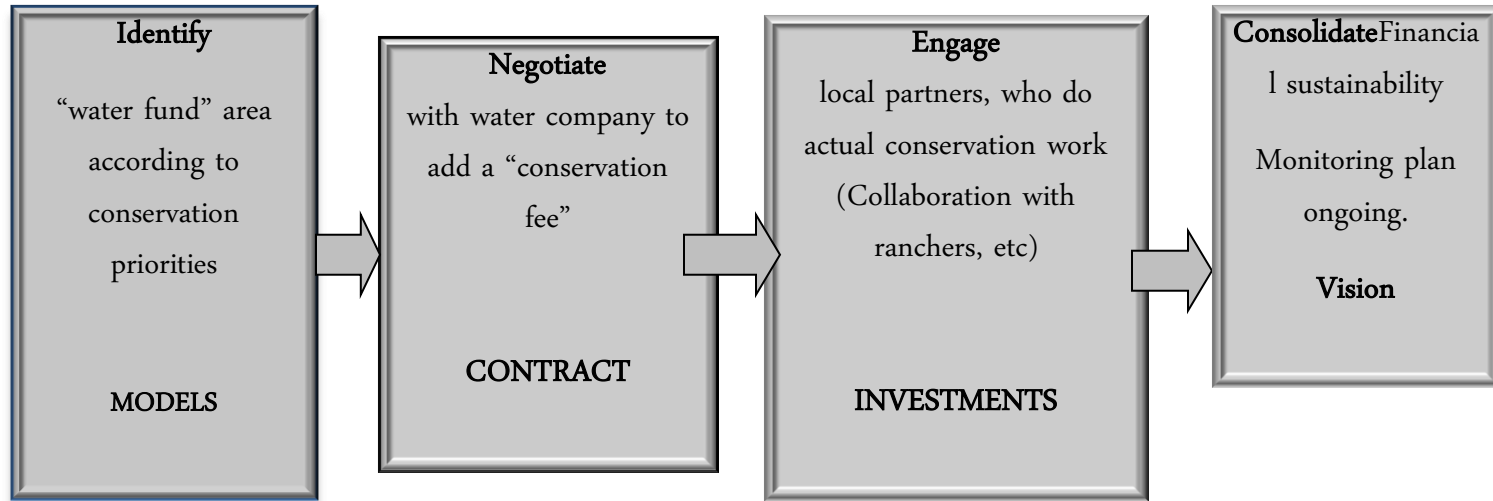 Identify
“water fund” area
according to
conservation
priorities
MODELS
Negotiate
with water company to
add a “conservation
fee”
CONTRACT
Engage
local partners, who do
actual conservation work
(Collaboration with
ranchers, etc)
INVESTMENTS
ConsolidateFinancia
l sustainability
Monitoring plan
ongoing.
Vision